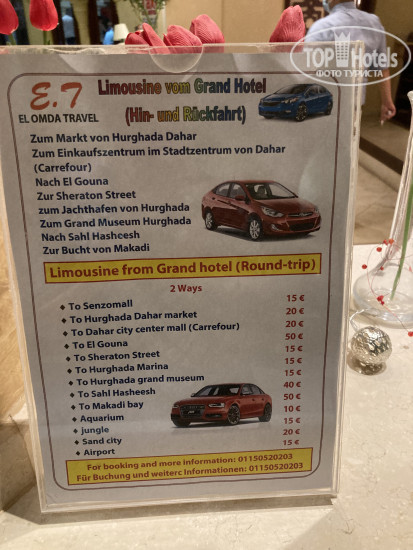 TOPHotels
ФОТО ТУРИСТА
E.T
EL OMDA TRAVEL
Limousine vom Grand Hotel
(Hin- und Rückfahrt)
Zum Markt von Hurghada Dahar
Zum Einkaufszentrum im Stadtzentrum von Dahar
(Carrefour)
Nach El Gouna
Zur Sheraton Street
zum Jachthafen von Hurghada
Zum Grand Museum Hurghada
Nach Sahl Hasheesh
Zur Bucht von Makadi
Limousine from Grand hotel (Round-trip)
2 Ways
To Senzomall 15 €
To Hurghada Dahar market 20 €
To Dahar city center mall (Carrefour) 20 €
To El Gouna 50 €
To Sheraton Street 15 €
To Hurghada Marina 15 €
To Hurghada grand museum 15 €
To Sahl Hasheesh 40 €
To Makadi bay 50 €
Aquarium 10 €
jungle 15 €
Sand city 20 €
Airport 15 €
For booking and more information: 01150520203
Für Buchung und weiterc Informationen: 01150520203